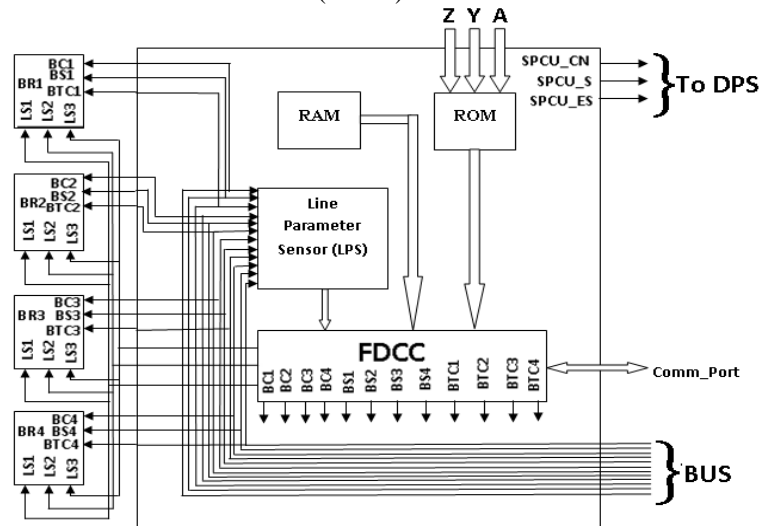 Z Y A
SPCU_CN
SPCU_S
SPCU_ES
To DPS
BC1
BS1
BR1
BTC1
LS1 LS2 LS3
RAM
ROM
BC2
BS2
BR2
BTC2
LS1 LS2 LS3
Line
Parameter
Sensor (LPS)
BC3
BS3
BR3
BTC3
LS1 LS2 LS3
FDCC
BC1 BC2 BC3 BC4 BS1 BS2 BS3 BS4 BTC1 BTC2 BTC3 BTC4
Comm_Port
BC4
BS4
BR4
BTC4
LS1 LS2 LS3
BUS